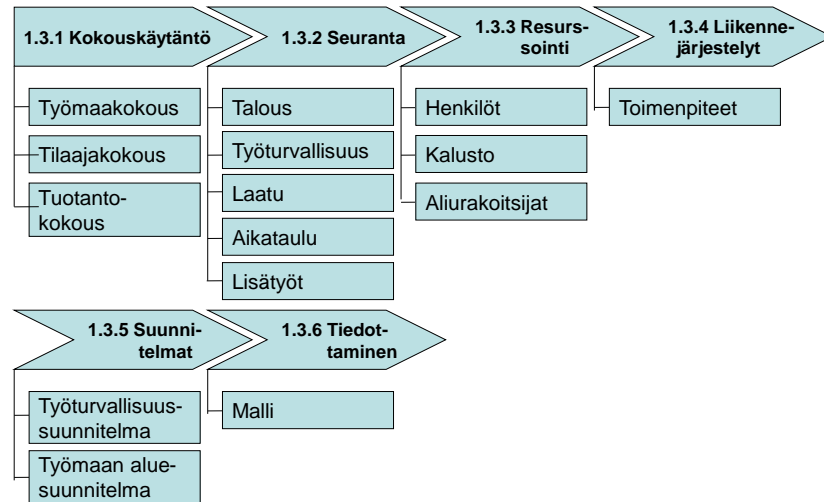 1.3.1 Kokouskäytäntö
Työmaakokous
Tilaajakokous
Tuotanto-
kokous
1.3.2 Seuranta
Talous
Työturvallisuus
Laatu
Aikataulu
Lisätyöt
1.3.3 Resurs-
sointi
Henkilöt
Kalusto
Aliurakoitsijat
1.3.4 Liikenne-
järjestelyt
Toimenpiteet
1.3.5 Suunni-
telmat
Työturvallisuus-
suunnitelma
Työmaan alue-
suunnitelma
1.3.6 Tiedot-
taminen
Malli